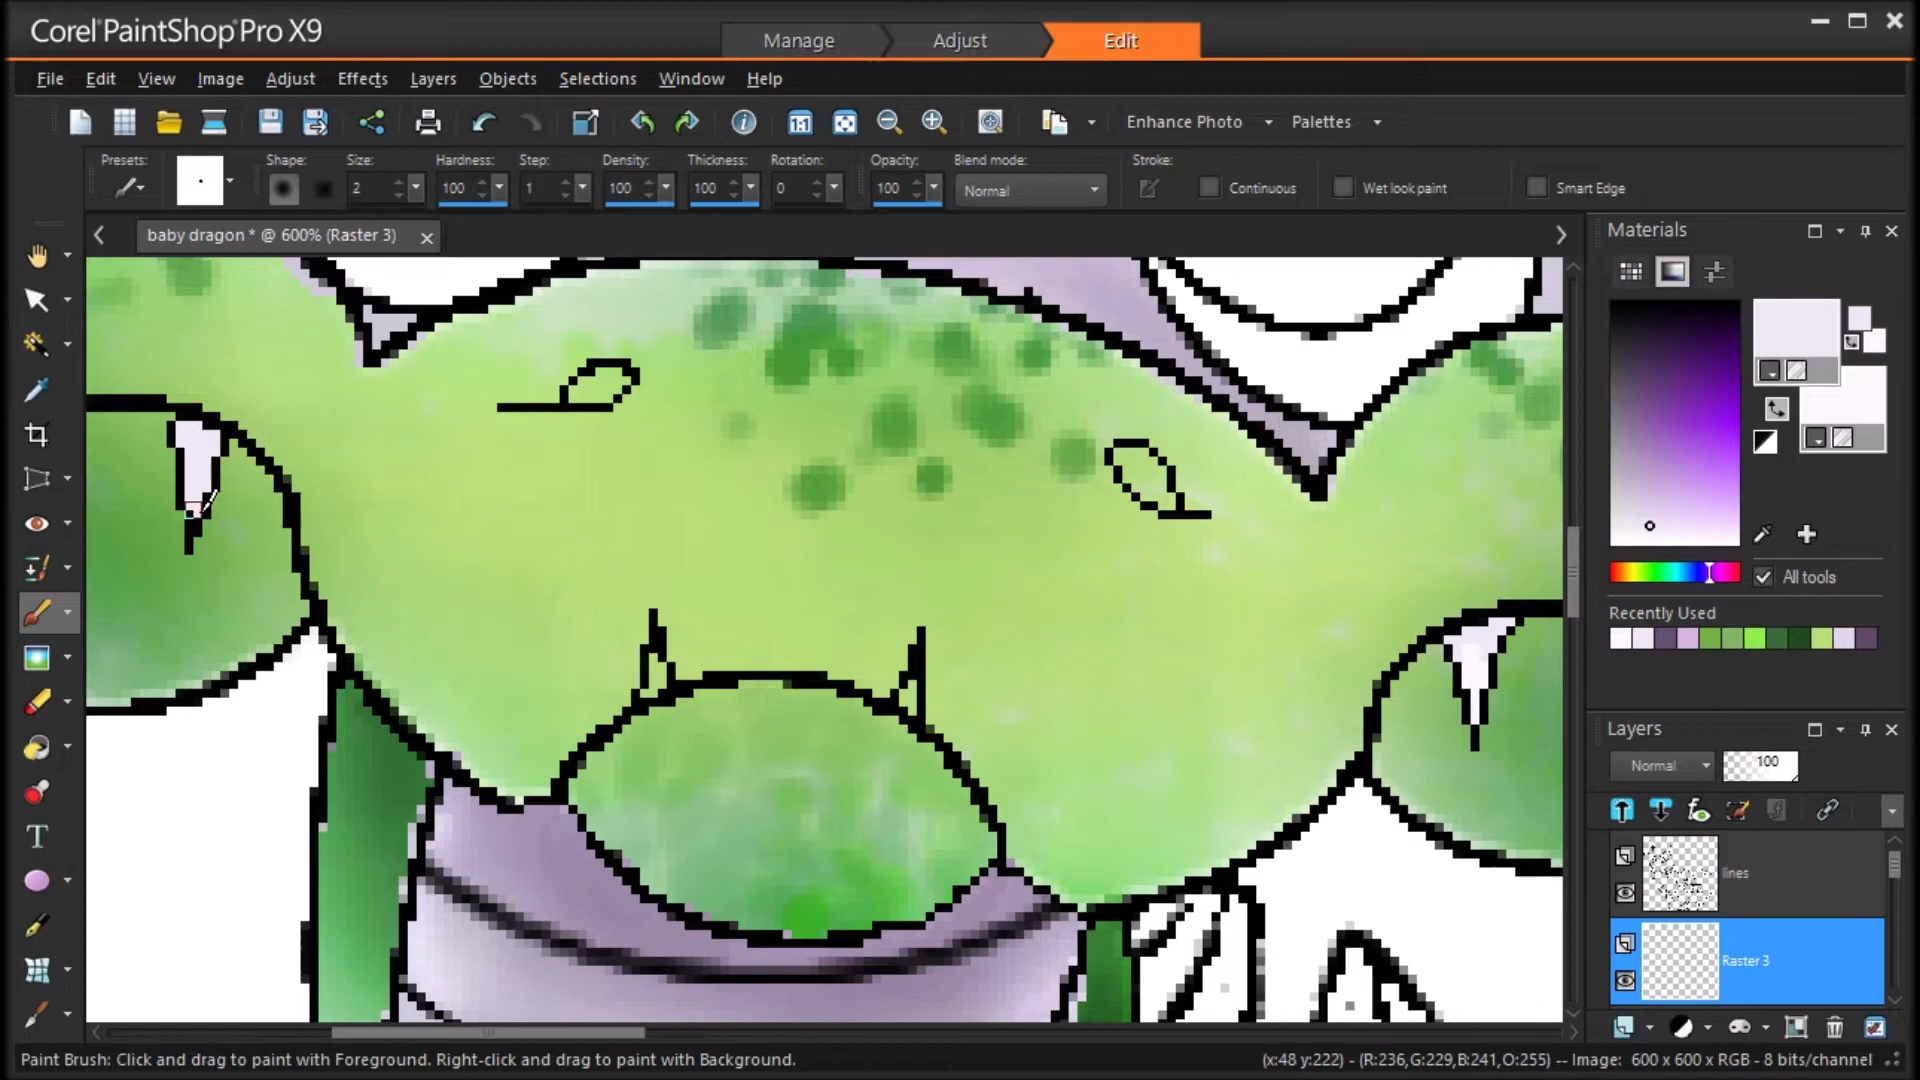 Corel® PaintShop® Pro X9
Manage
Adjust
Edit
File
Edit
View
Image
Adjust
Effects
Layers
Objects
Selections
Window
Help
1:1
Enhance Photo
Palettes
Presets:
Shape:
Size:
Hardness:
Step:
Density:
Thickness:
Rotation:
Opacity:
Blend mode:
Stroke:
2
100
1
100
100
0
100
Normal
Continuous
Wet look paint
Smart Edge
baby dragon * @ 600% (Raster 3)
Materials
All tools
Recently Used
Layers
Normal
100
lines
Raster 3
T
Paint Brush: Click and drag to paint with Foreground. Right-click and drag to paint with Background.
(x:48 y:222) - (R:236,G:229,B:241,O:255) -- Image: 600 x 600 x RGB - 8 bits/channel